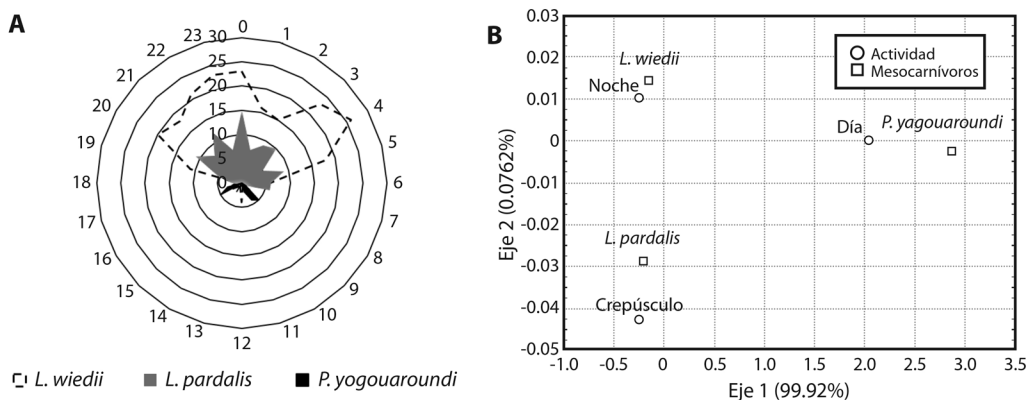 A
0
1
2
3
4
5
6
7
8
9
10
11
12
13
14
15
16
17
18
19
20
21
22
23
30
25
20
15
10
5
0
L. wiedii
L. pardalis
P. yogouaroundi
B
0.03
0.02
0.01
0
-0.01
-0.02
-0.03
-0.04
-0.05
Eje 2 (0.0762%)
Actividad
Mesocarnívoros
L. wiedii
Noche
Día
P. yagouaroundi
L. pardalis
Crepúsculo
-1.0 -0.5 0 0.5 1.0 1.5 2.0 2.5 3.0 3.5
Eje 1 (99.92%)